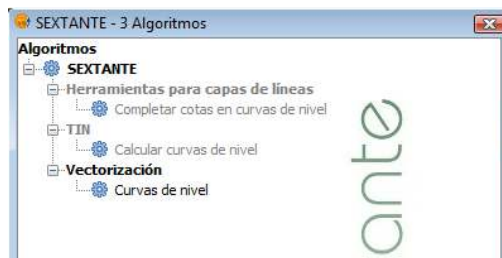 SEXTANTE - 3 Algoritmos
Algoritmos
SEXTANTE
Herramientas para capas de líneas
Completar cotas en curvas de nivel
TIN
Calcular curvas de nivel
Vectorización
Curvas de nivel
ante